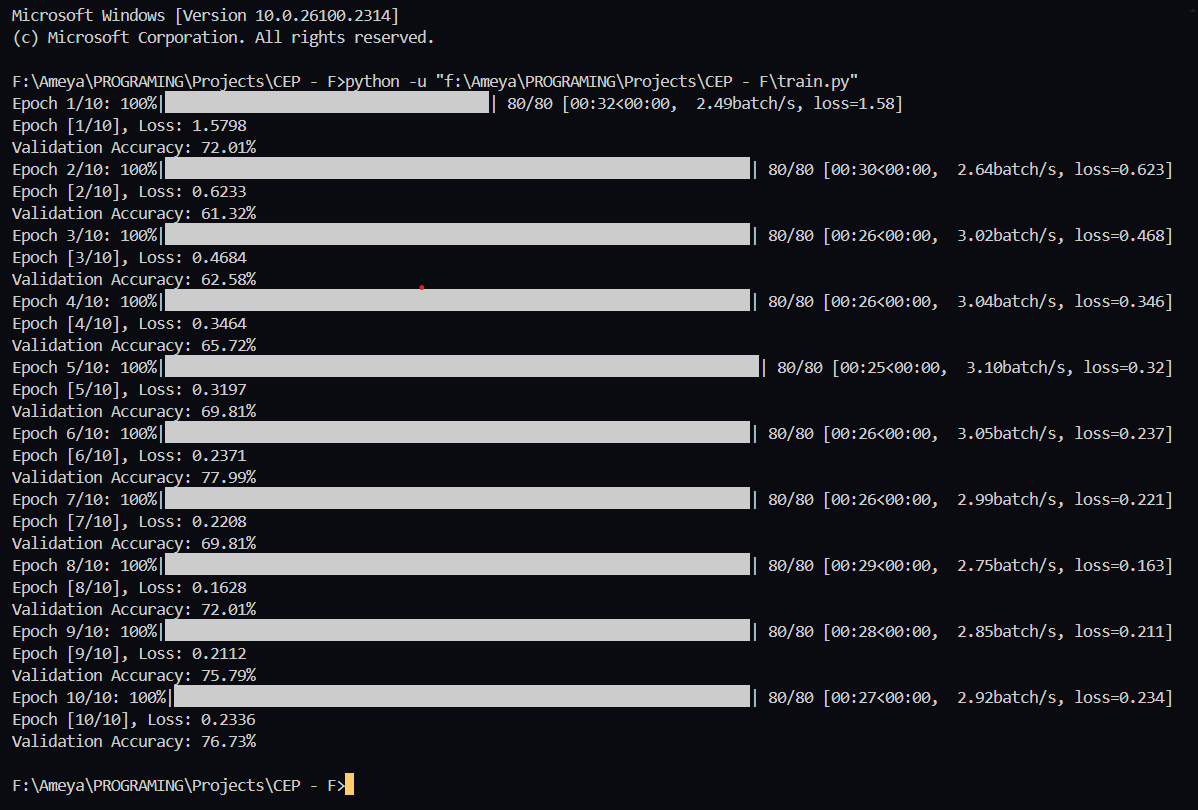 Microsoft Windows [Version 10.0.26100.2314]
(c) Microsoft Corporation. All rights reserved.
F:\Ameya\PROGRAMING\Projects\CEP - F>python -u "f:\Ameya\PROGRAMING\Projects\CEP - F\train.py"
Epoch 1/10: 100%|| 80/80 [00:32<00:00,  2.49batch/s, loss=1.58]
Epoch [1/10], Loss: 1.5798
Validation Accuracy: 72.01%
Epoch 2/10: 100%|| 80/80 [00:30<00:00,  2.64batch/s, loss=0.623]
Epoch [2/10], Loss: 0.6233
Validation Accuracy: 61.32%
Epoch 3/10: 100%|| 80/80 [00:26<00:00,  3.02batch/s, loss=0.468]
Epoch [3/10], Loss: 0.4684
Validation Accuracy: 62.58%
Epoch 4/10: 100%|| 80/80 [00:26<00:00,  3.04batch/s, loss=0.346]
Epoch [4/10], Loss: 0.3464
Validation Accuracy: 65.72%
Epoch 5/10: 100%|| 80/80 [00:25<00:00,  3.10batch/s, loss=0.32]
Epoch [5/10], Loss: 0.3197
Validation Accuracy: 69.81%
Epoch 6/10: 100%|| 80/80 [00:26<00:00,  3.05batch/s, loss=0.237]
Epoch [6/10], Loss: 0.2371
Validation Accuracy: 77.99%
Epoch 7/10: 100%|| 80/80 [00:26<00:00,  2.99batch/s, loss=0.221]
Epoch [7/10], Loss: 0.2208
Validation Accuracy: 69.81%
Epoch 8/10: 100%|| 80/80 [00:29<00:00,  2.75batch/s, loss=0.163]
Epoch [8/10], Loss: 0.1628
Validation Accuracy: 72.01%
Epoch 9/10: 100%|| 80/80 [00:28<00:00,  2.85batch/s, loss=0.211]
Epoch [9/10], Loss: 0.2112
Validation Accuracy: 75.79%
Epoch 10/10: 100%|| 80/80 [00:27<00:00,  2.92batch/s, loss=0.234]
Epoch [10/10], Loss: 0.2336
Validation Accuracy: 76.73%
F:\Ameya\PROGRAMING\Projects\CEP - F>